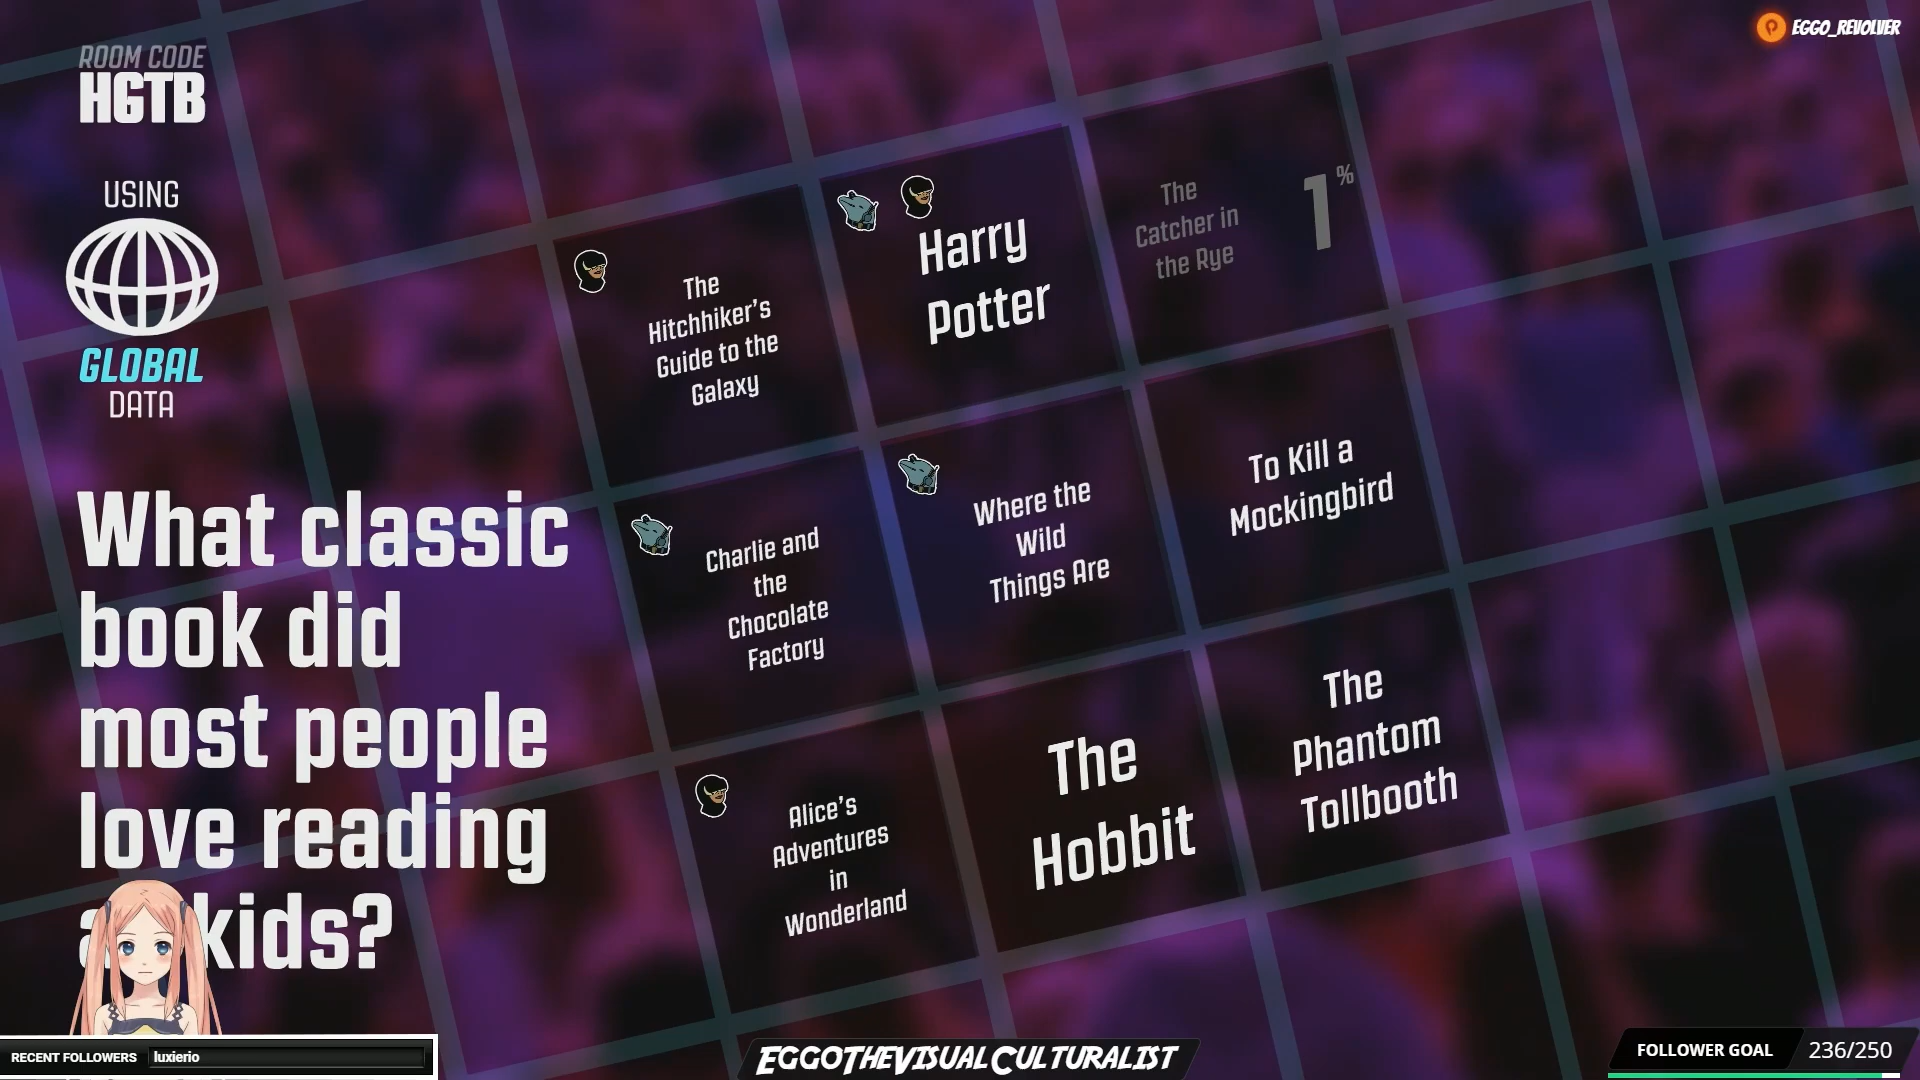 ROOM CODE
HGTB
EGGO_REVOLVER
USING
GLOBAL
DATA
What classic
book did
most people
love reading
kids?
The
Hitchhiker's
Guide to the
Galaxy
Harry
Potter
The
Catcher in
the Rye
1%
Charlie and
the
Chocolate
Factory
Where the
Wild
Things Are
To Kill a
Mockingbird
Alice's
Adventures
in
Wonderland
The
Hobbit
The
Phantom
Tollbooth
RECENT FOLLOWERS luxierio
EGGOTHEVISUALCULTURALIST
FOLLOWER GOAL 236/250